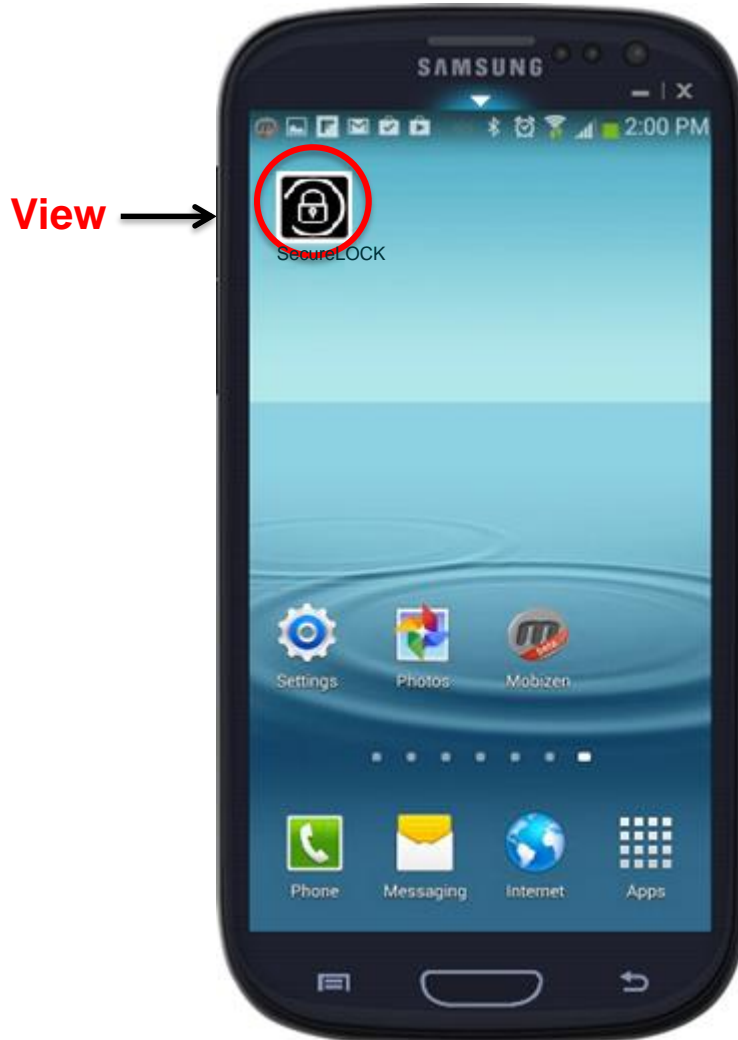 SAMSUNG
2:00 PM
View
SecureLOCK
Settings Photos Mobizen
Phone Messaging Internet Apps